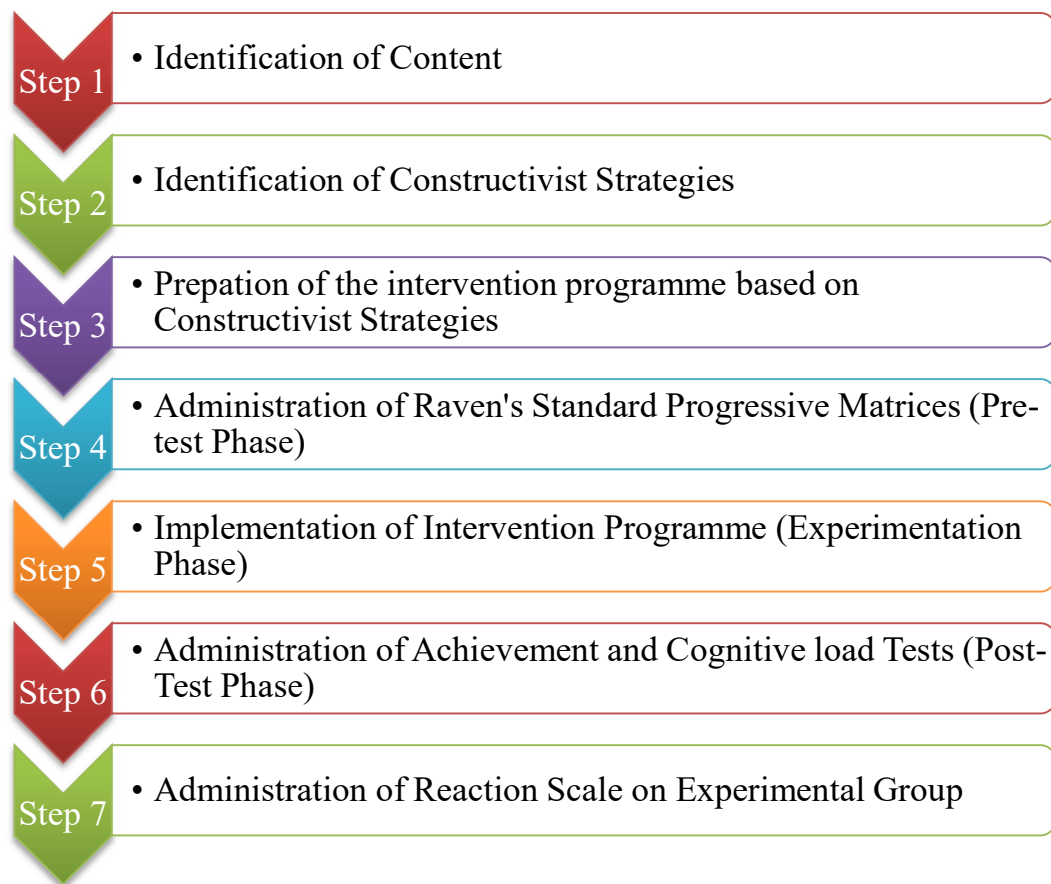 Step 1
• Identification of Content
Step 2
• Identification of Constructivist Strategies
Step 3
• Prepation of the intervention programme based on
Constructivist Strategies
Step 4
• Administration of Raven's Standard Progressive Matrices (Pre-
test Phase)
Step 5
• Implementation of Intervention Programme (Experimentation
Phase)
Step 6
• Administration of Achievement and Cognitive load Tests (Post-
Test Phase)
Step 7
• Administration of Reaction Scale on Experimental Group